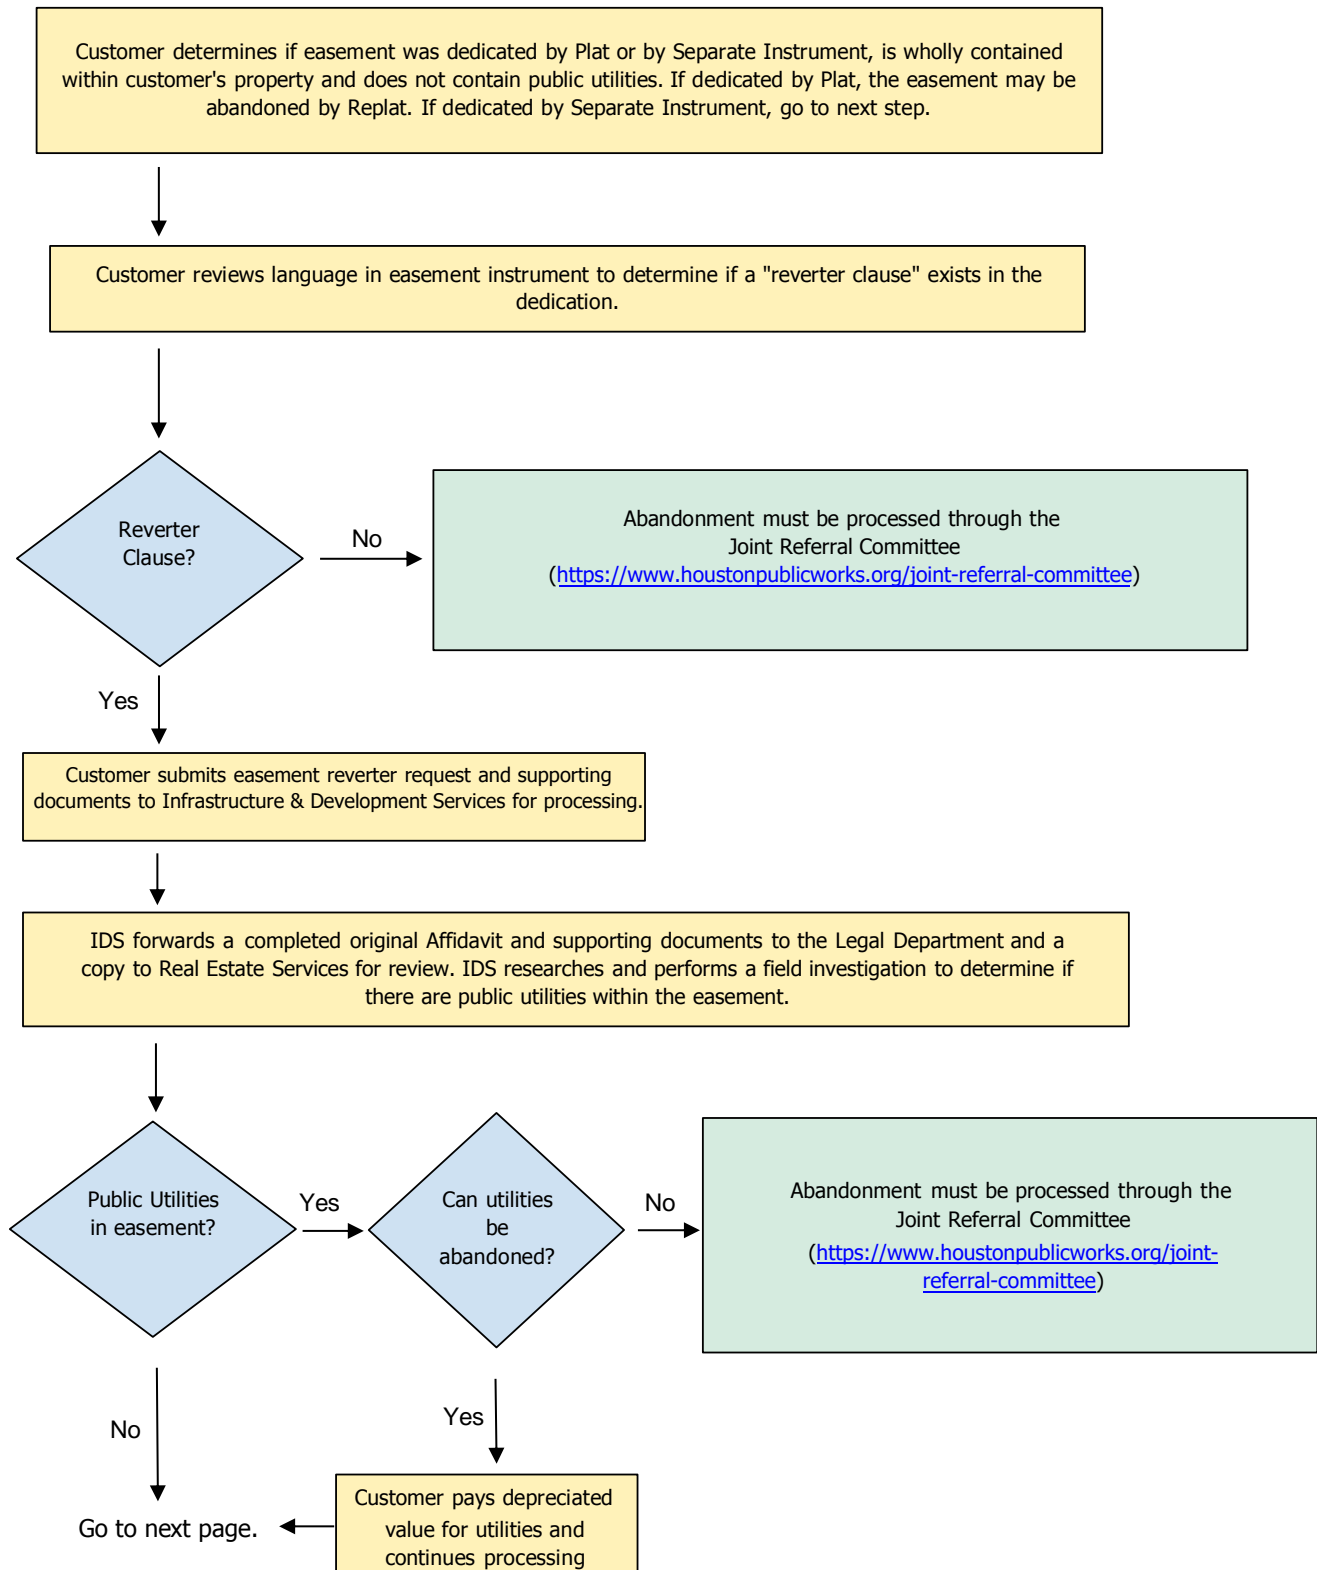 Customer determines if easement was dedicated by Plat or by Separate Instrument, is wholly contained
within customer's property and does not contain public utilities. If dedicated by Plat, the easement may be
abandoned by Replat. If dedicated by Separate Instrument, go to next step.
Customer reviews language in easement instrument to determine if a "reverter clause" exists in the
dedication.
Reverter
Clause?
No
Abandonment must be processed through the
Joint Referral Committee
(https://www.houstonpublicworks.org/joint-referral-committee)
Yes
Customer submits easement reverter request and supporting
documents to Infrastructure & Development Services for processing.
IDS forwards a completed original Affidavit and supporting documents to the Legal Department and a
copy to Real Estate Services for review. IDS researches and performs a field investigation to determine if
there are public utilities within the easement.
Public Utilities
in easement?
Yes
Can utilities
be
abandoned?
No
Abandonment must be processed through the
Joint Referral Committee
(https://www.houstonpublicworks.org/joint-
referral-committee)
No
Yes
Customer pays depreciated
value for utilities and
continues processing
Go to next page.